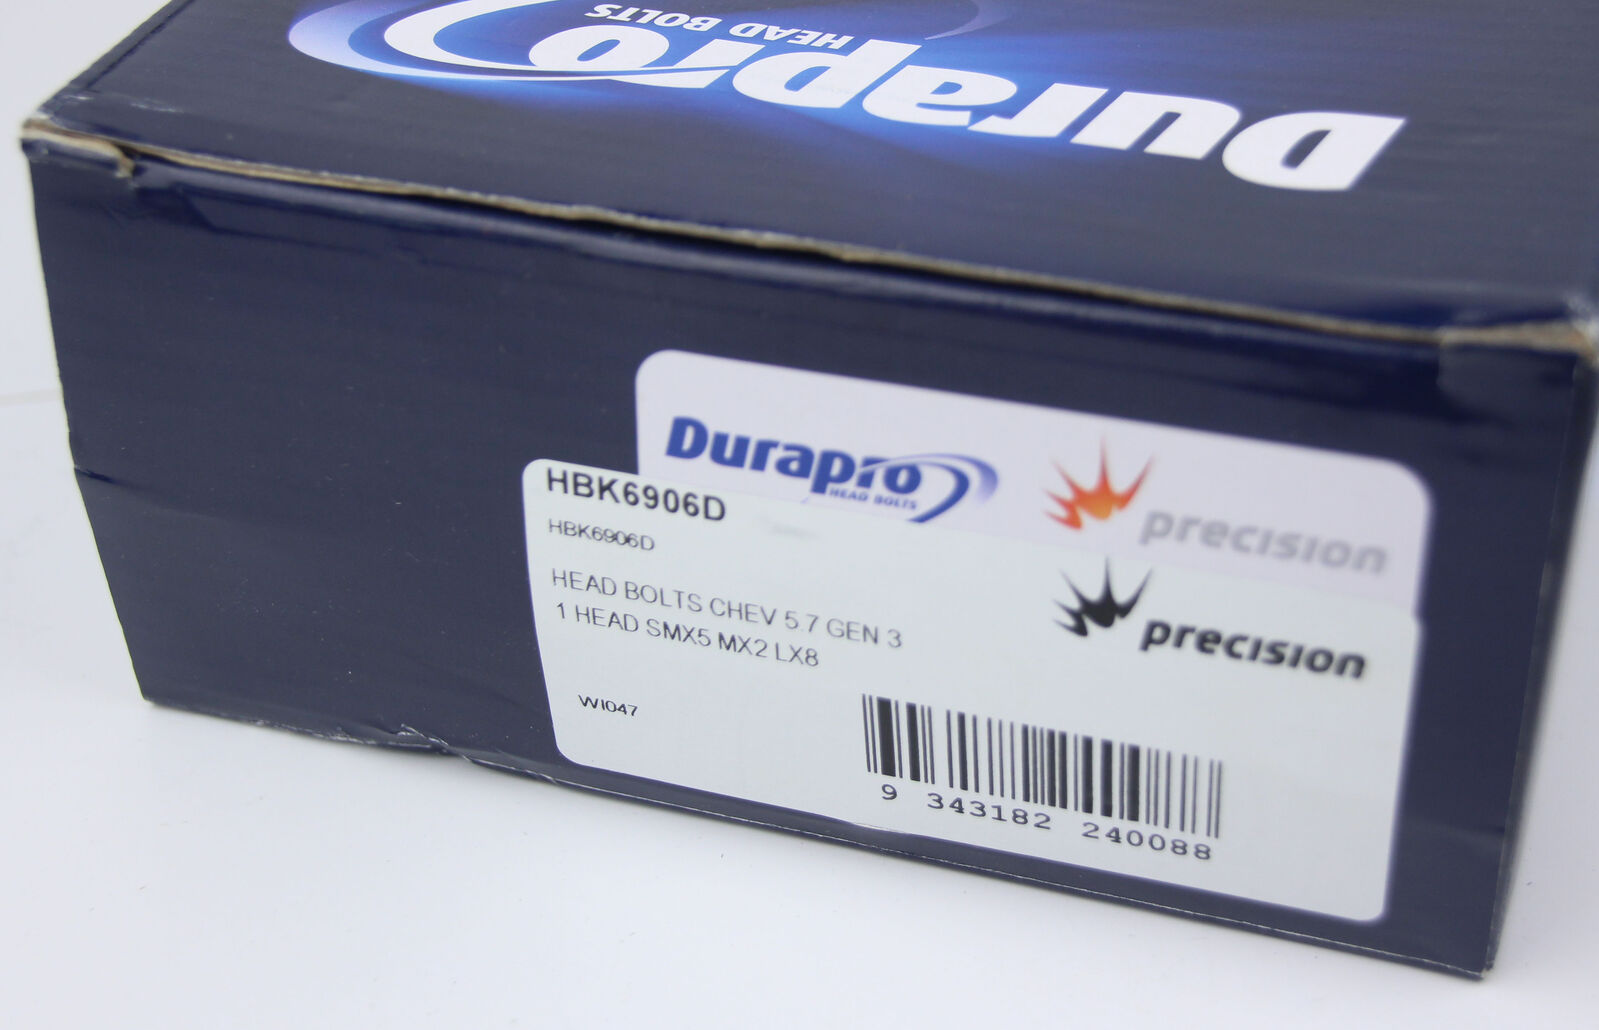 Durapro
HEAD BOLTS
Durapro
HEAD BOLTS
precision
HBK6906D
HBK6906D
HEAD BOLTS CHEV 5.7 GEN 3
1 HEAD SMX5 MX2 LX8
precision
WI047
9 343182 240088